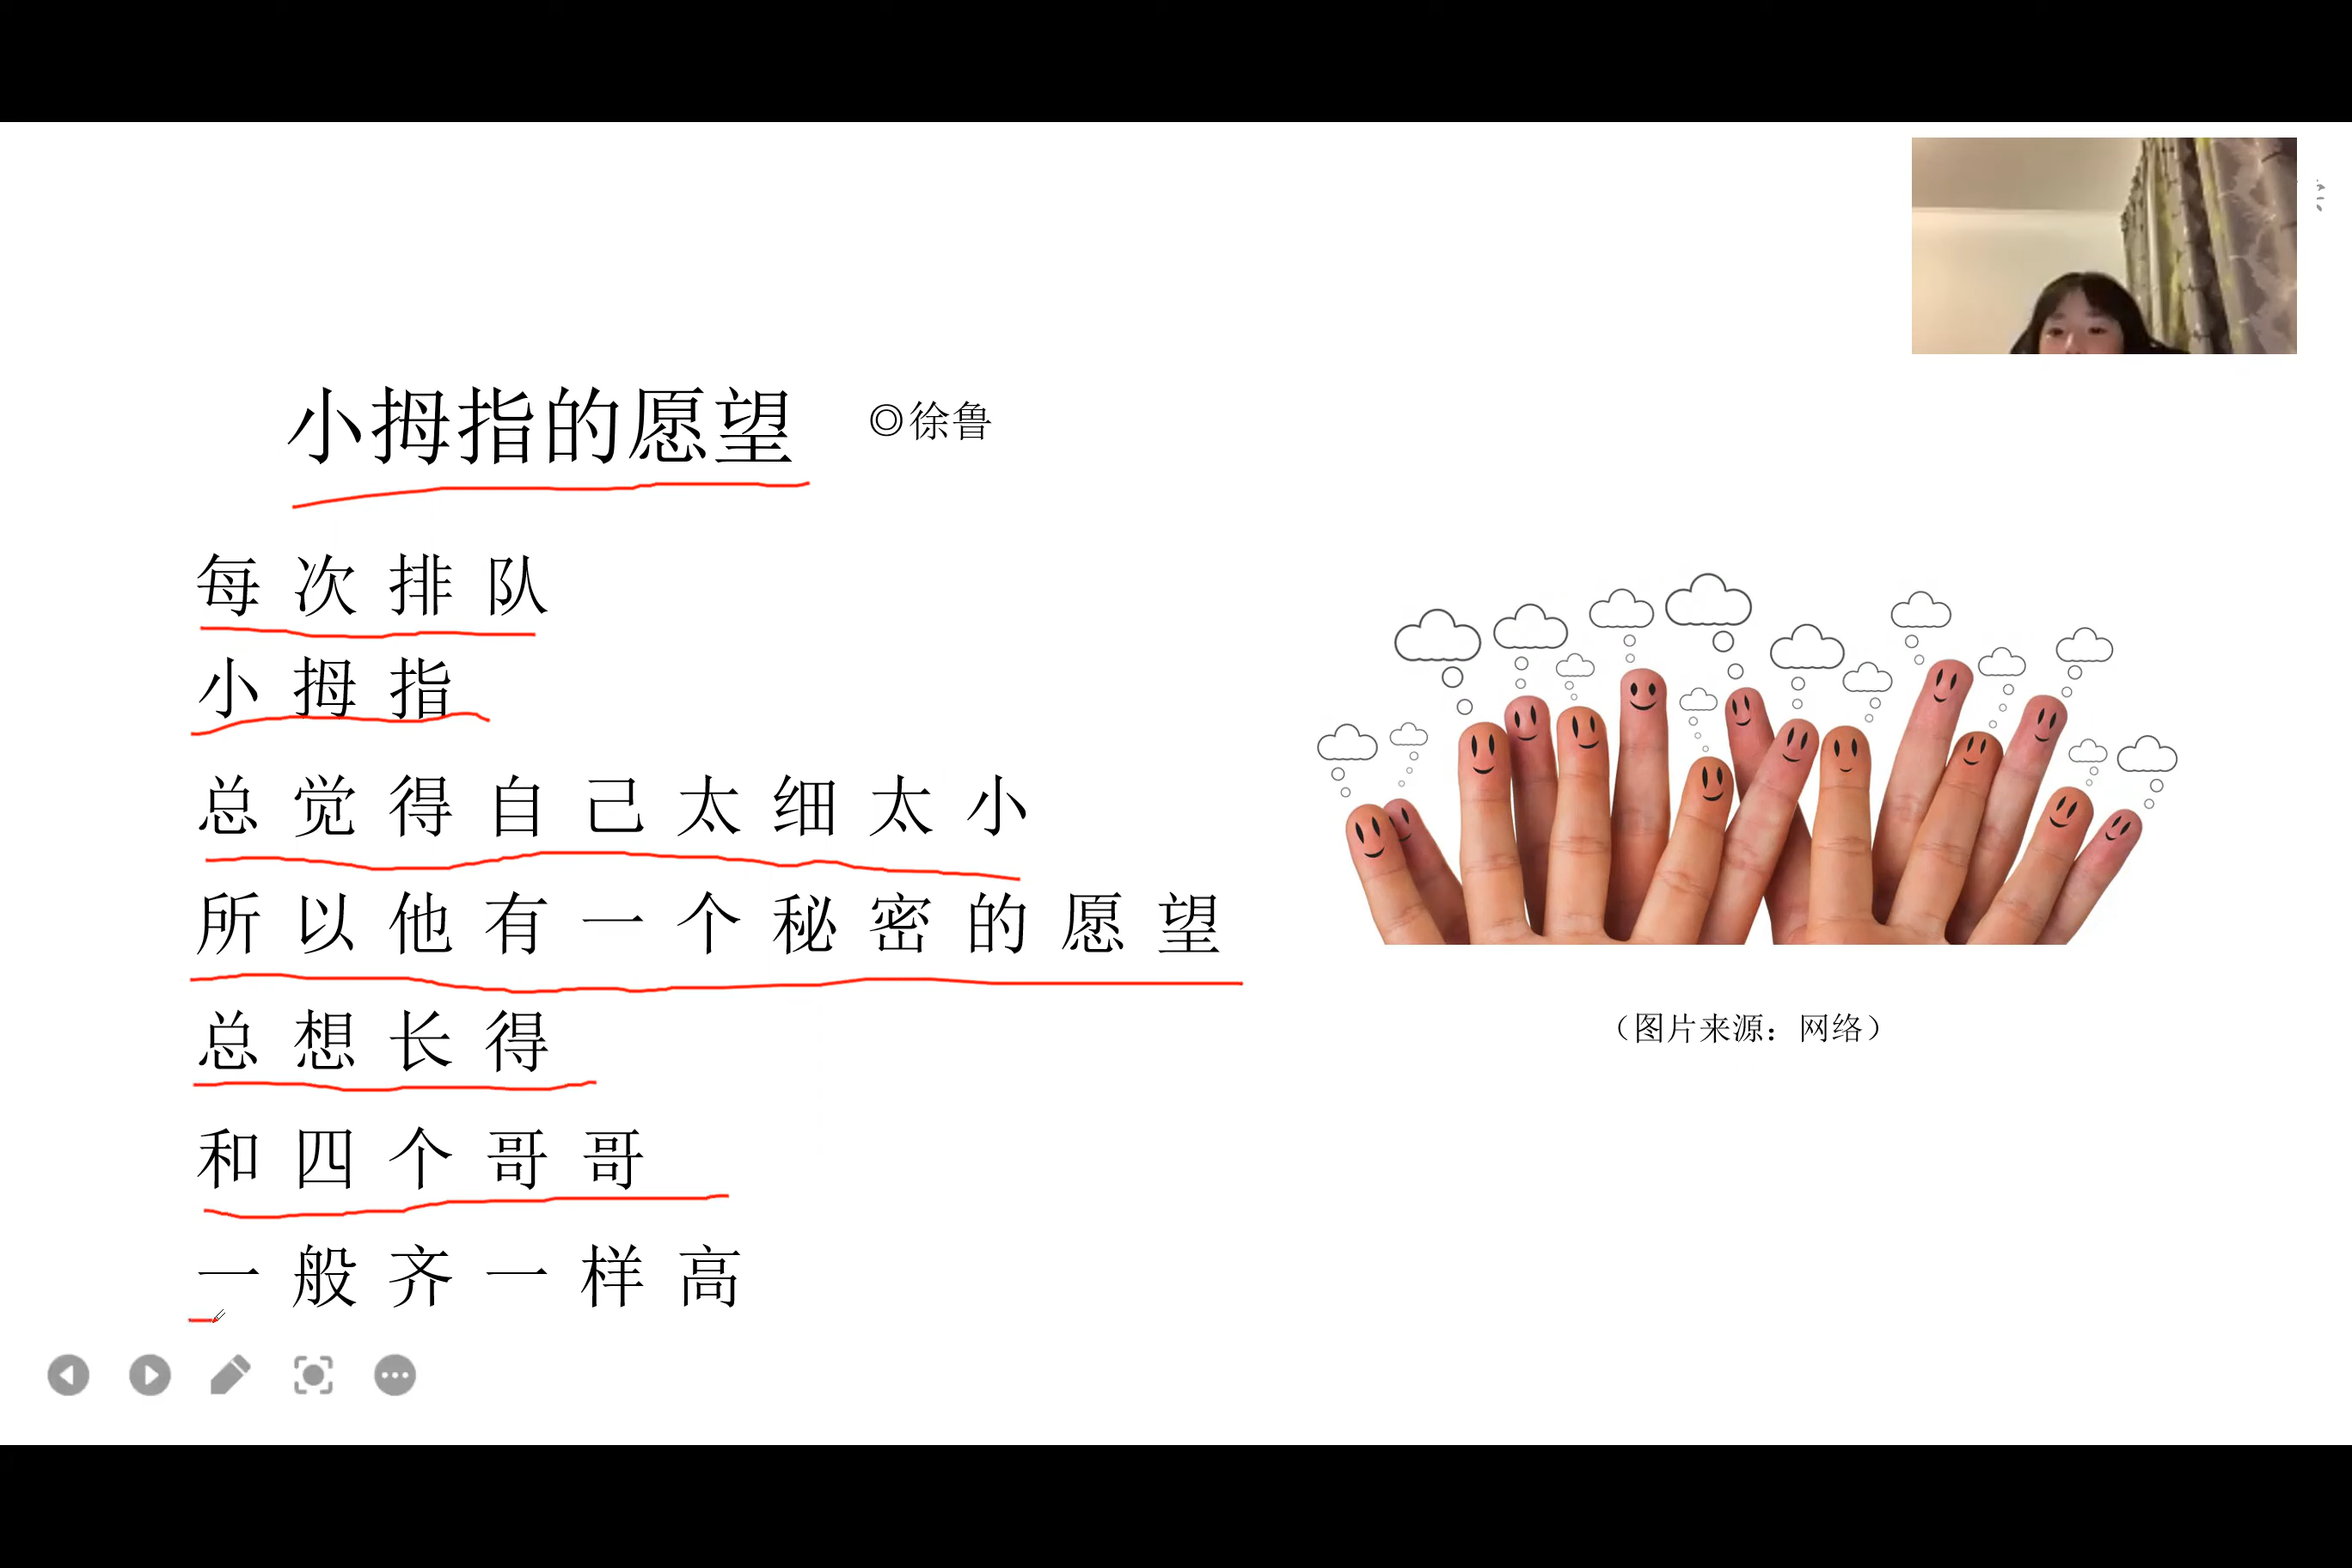 小拇指的愿望 ◎徐鲁
每次排队
小拇指
总觉得自己太细太小
所以他有一个秘密的愿望
总想长得
和四个哥哥
一般齐一样高
（图片来源：网络）